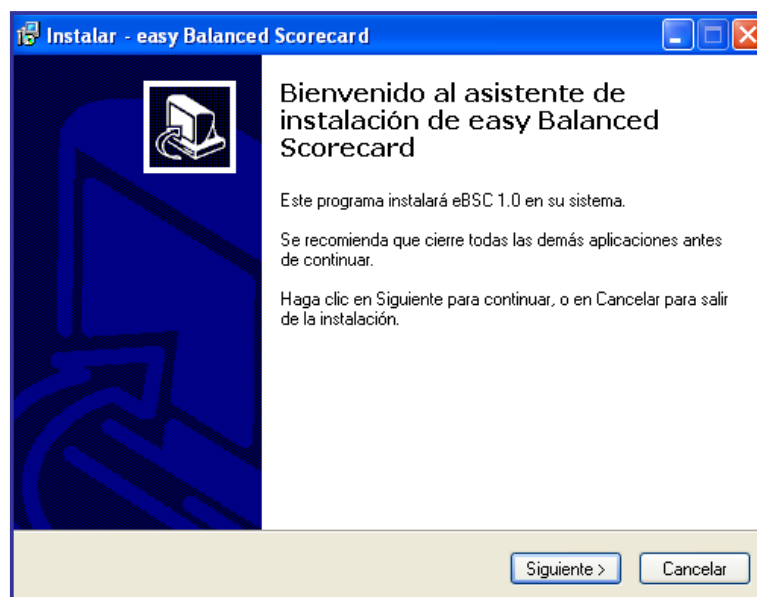 Instalar - easy Balanced Scorecard
Bienvenido al asistente de
instalación de easy Balanced
Scorecard
Este programa instalará eBSC 1.0 en su sistema.
Se recomienda que cierre todas las demás aplicaciones antes
de continuar.
Haga clic en Siguiente para continuar, o en Cancelar para salir
de la instalación.
Siguiente >
Cancelar